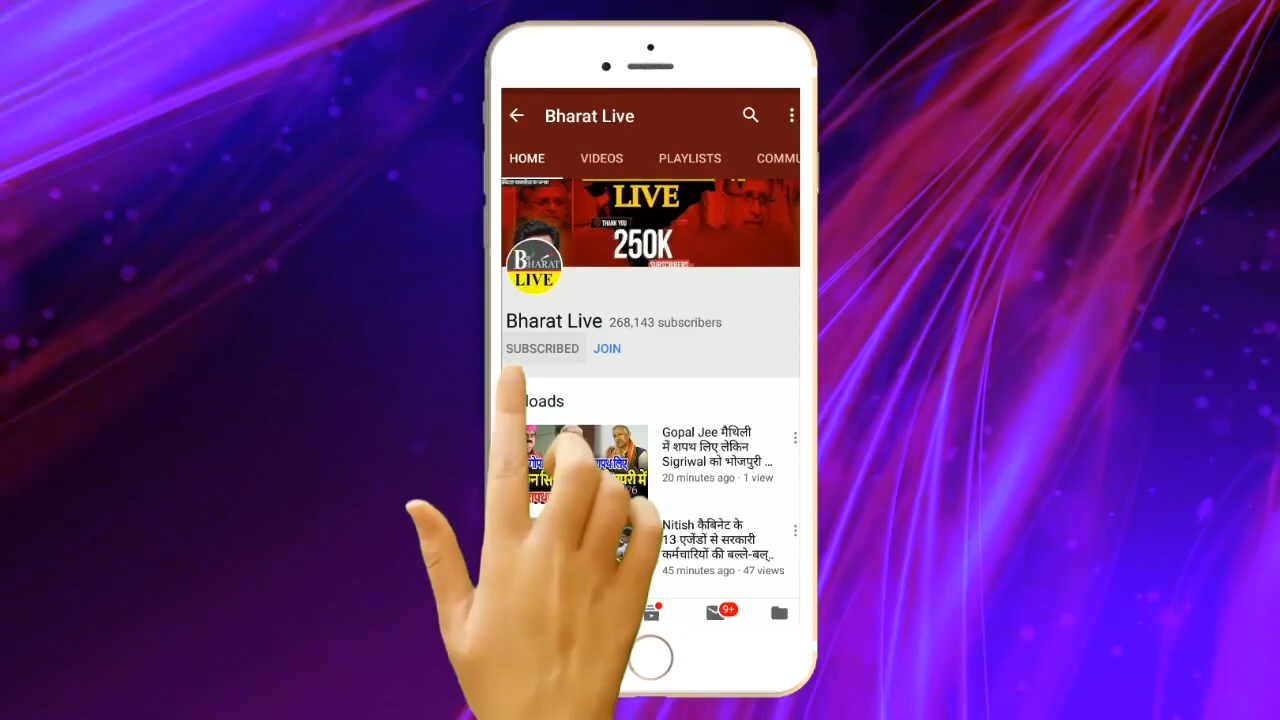 Bharat Live
HOME VIDEOS PLAYLISTS COMMU
LIVE
THANK YOU
250K
SUBSCRIBERS
BHARAT
LIVE
Bharat Live 268,143 subscribers
SUBSCRIBED JOIN
loads
Gopal Jee मैथिली
में शपथ लिए लेकिन
Sigriwal को भोजपुरी ...
20 minutes ago · 1 view
Nitish कैबिनेट के
13 एजेंडों से सरकारी
कर्मचारियों की बल्ले-बल्...
45 minutes ago · 47 views
9+